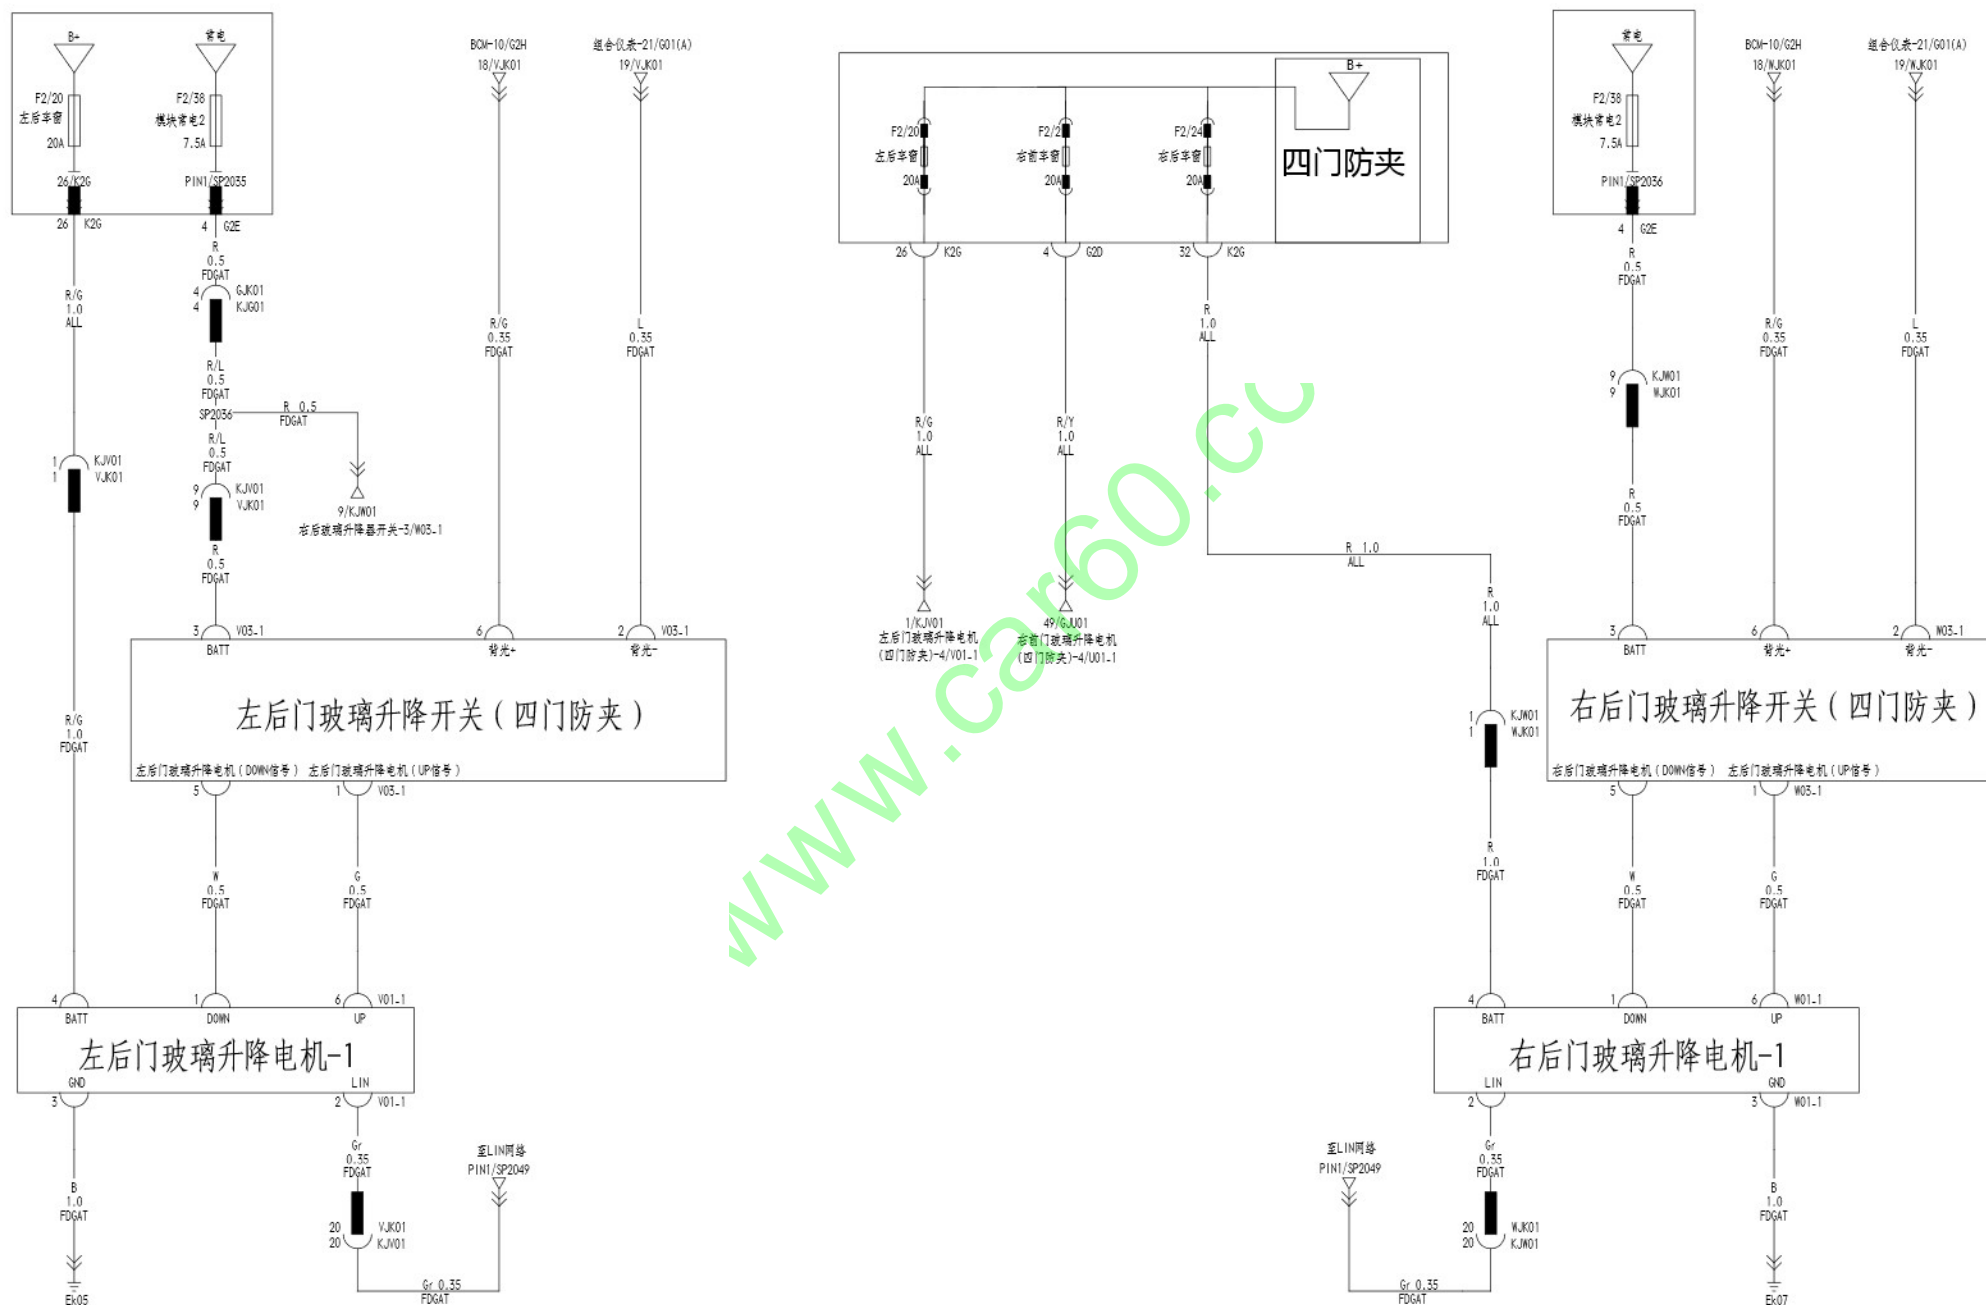 B+
常电
F2/20
左后车窗
20A
F2/38
模块常电2
7.5A
26/K2G
PIN1/SP2035
26 K2G
4 G2E
R
0.5
FDGAT
4 GJK01
4 KJG01
R/G
1.0
ALL
R/L
0.5
FDGAT
SP2036
R 0.5
FDGAT
R/L
0.5
FDGAT
1 KJV01
1 VJK01
9 KJV01
9 VJK01
9/KJW01
右后玻璃升降器开关-3/W03-1
R
0.5
FDGAT
BCM-10/G2H
18/VJK01
组合仪表-21/G01(A)
19/VJK01
R/G
0.35
FDGAT
L
0.35
FDGAT
3 V03-1
6
2 V03-1
BATT
背光+
背光-
左后门玻璃升降开关(四门防夹)
左后门玻璃升降电机(DOWN信号) 左后门玻璃升降电机(UP信号)
5
1 V03-1
R/G
1.0
FDGAT
W
0.5
FDGAT
G
0.5
FDGAT
4
1
6 V01-1
BATT
DOWN
UP
左后门玻璃升降电机-1
GND
LIN
3
2 V01-1
B
1.0
FDGAT
Ek05
Gr
0.35
FDGAT
20 VJK01
20 KJV01
Gr 0.35
FDGAT
至LIN网络
PIN1/SP2049
B+
四门防夹
F2/20
左后车窗
20A
F2/2
右前车窗
20A
F2/24
右后车窗
20A
26 K2G
4 G2D
32 K2G
R/G
1.0
ALL
R/Y
1.0
ALL
R
1.0
ALL
1/KJV01
左后门玻璃升降电机
(四门防夹)-4/V01-1
49/GJU01
右前门玻璃升降电机
(四门防夹)-4/U01-1
R 1.0
ALL
R
1.0
ALL
1 KJW01
1 WJK01
R
1.0
FDGAT
常电
F2/38
模块常电2
7.5A
PIN1/SP2036
4 G2E
R
0.5
FDGAT
9 KJW01
9 WJK01
R
0.5
FDGAT
BCM-10/G2H
18/WJK01
组合仪表-21/G01(A)
19/WJK01
R/G
0.35
FDGAT
L
0.35
FDGAT
3
6
2 W03-1
BATT
背光+
背光-
右后门玻璃升降开关(四门防夹)
右后门玻璃升降电机(DOWN信号) 左后门玻璃升降电机(UP信号)
5
1 W03-1
W
0.5
FDGAT
G
0.5
FDGAT
4
1
6 W01-1
BATT
DOWN
UP
右后门玻璃升降电机-1
LIN
GND
2
3 W01-1
Gr
0.35
FDGAT
20 WJK01
20 KJW01
Gr 0.35
FDGAT
至LIN网络
PIN1/SP2049
B
1.0
FDGAT
Ek07
www.car60.co